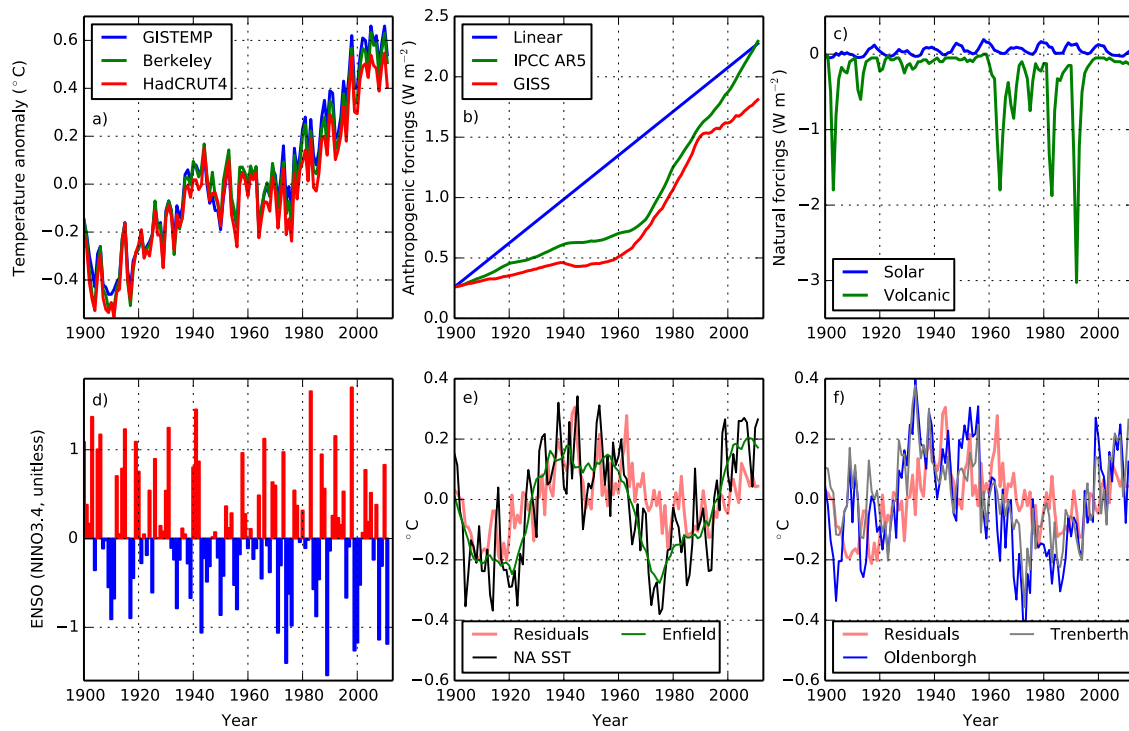 Temperature anomaly (°C)
0.6
0.4
0.2
0.0
−0.2
−0.4
GISTEMP
Berkeley
HadCRUT4
a)
1900 1920 1940 1960 1980 2000
Anthropogenic forcings (W m⁻²)
2.5
2.0
1.5
1.0
0.5
0.0
Linear
IPCC AR5
GISS
b)
1900 1920 1940 1960 1980 2000
Natural forcings (W m⁻²)
c)
0
−1
−2
−3
Solar
Volcanic
1900 1920 1940 1960 1980 2000
ENSO (NINO3.4, unitless)
d)
1
0
−1
1900 1920 1940 1960 1980 2000
Year
°C
e)
0.4
0.2
0.0
−0.2
−0.4
−0.6
Residuals Enfield
NA SST
1900 1920 1940 1960 1980 2000
Year
°C
f)
0.4
0.2
0.0
−0.2
−0.4
−0.6
Residuals Trenberth
Oldenborgh
1900 1920 1940 1960 1980 2000
Year